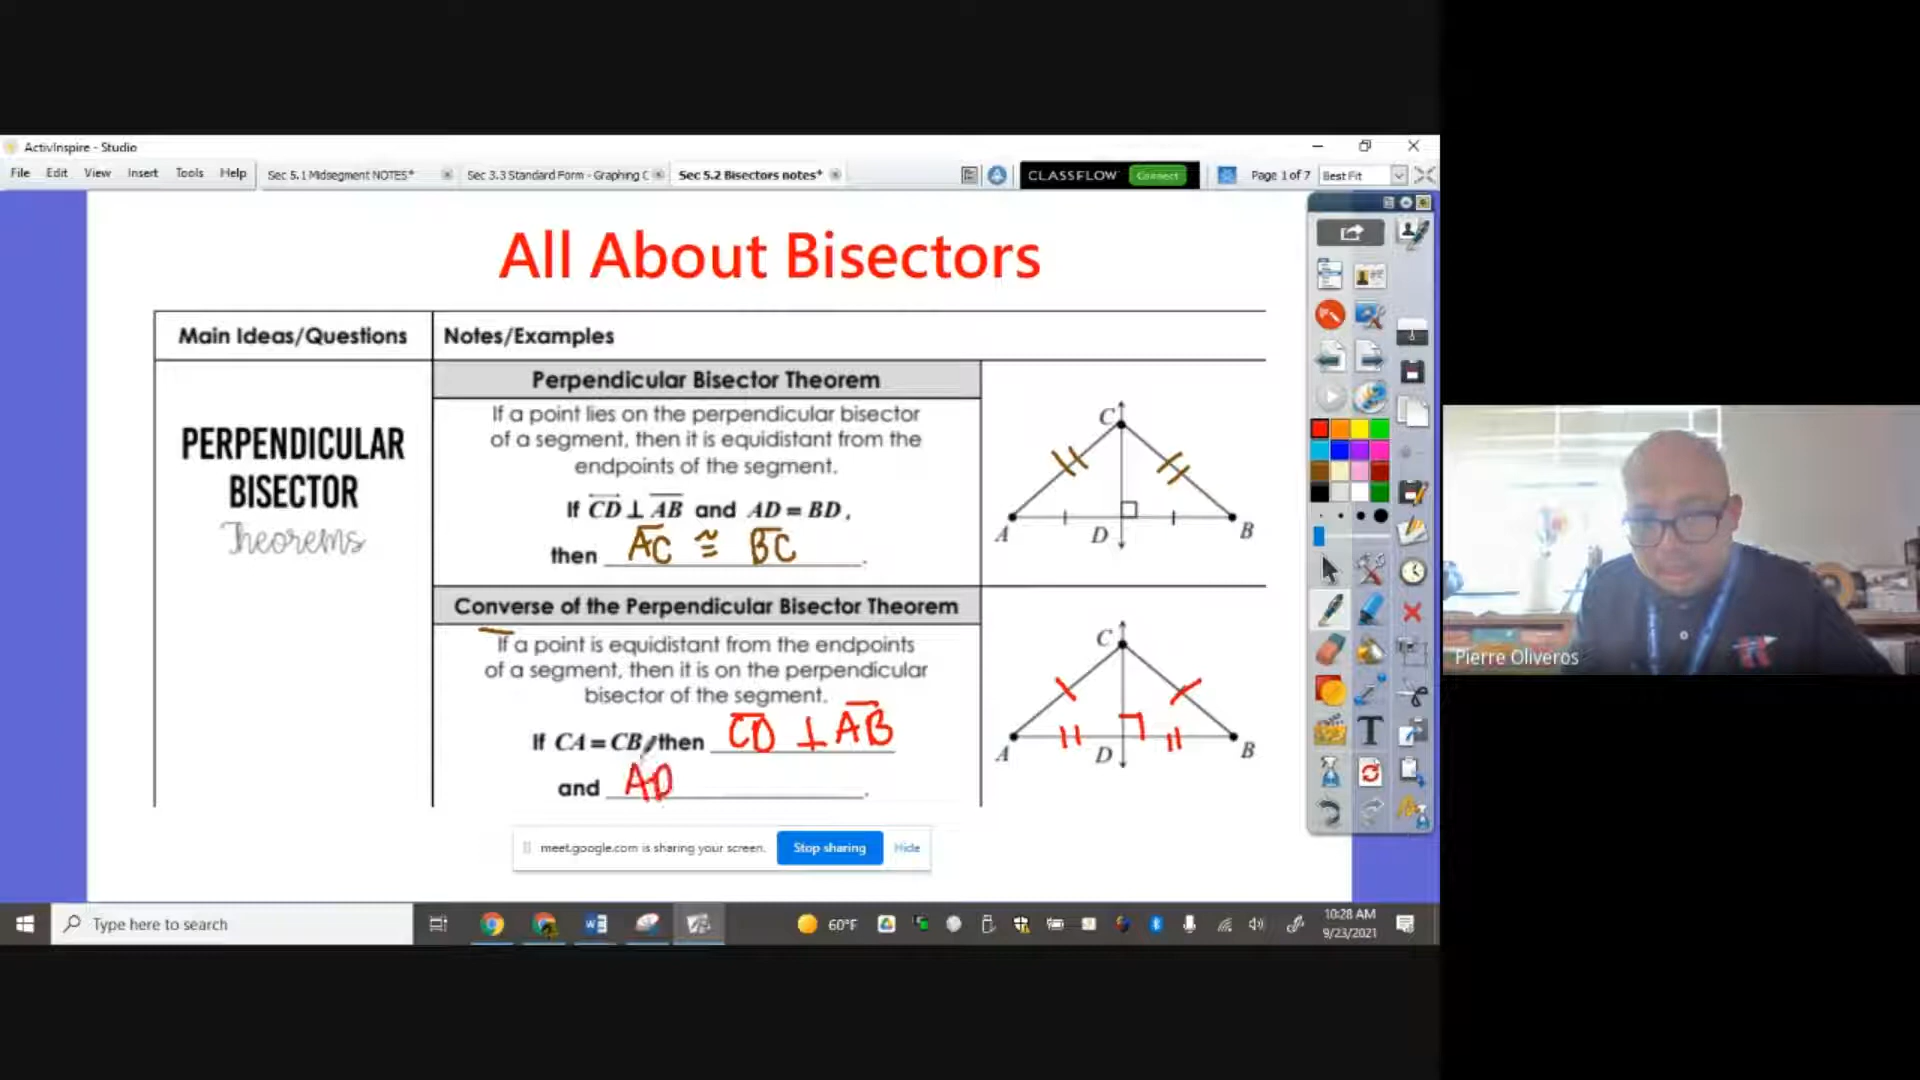 ActivInspire - Studio
File Edit View Insert Tools Help
Sec 5.1 Midsegment NOTES*
Sec 3.3 Standard Form - Graphing C
Sec 5.2 Bisectors notes*
CLASSFLOW Connect
Page 1 of 7
Best Fit
All About Bisectors
Main Ideas/Questions
Notes/Examples
PERPENDICULAR
BISECTOR
Theorems
Perpendicular Bisector Theorem
If a point lies on the perpendicular bisector
of a segment, then it is equidistant from the
endpoints of the segment.
If CD ⊥ AB and AD = BD,
then AC ≅ BC.
C
A
D
B
Converse of the Perpendicular Bisector Theorem
If a point is equidistant from the endpoints
of a segment, then it is on the perpendicular
bisector of the segment.
If CA = CB, then CD ⊥ AB
and AD.
C
A
D
B
T
meet.google.com is sharing your screen.
Stop sharing
Hide
Type here to search
60°F
10:28 AM
9/23/2021
Pierre Oliveros